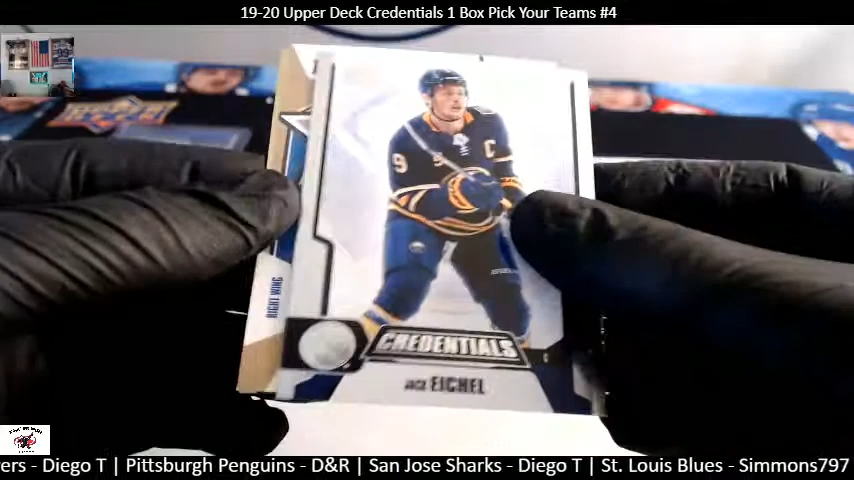 19-20 Upper Deck Credentials 1 Box Pick Your Teams #4
9
C
RIGHT WING
CREDENTIALS
C
JACK EICHEL
ers - Diego T | Pittsburgh Penguins - D&R | San Jose Sharks - Diego T | St. Louis Blues - Simmons797